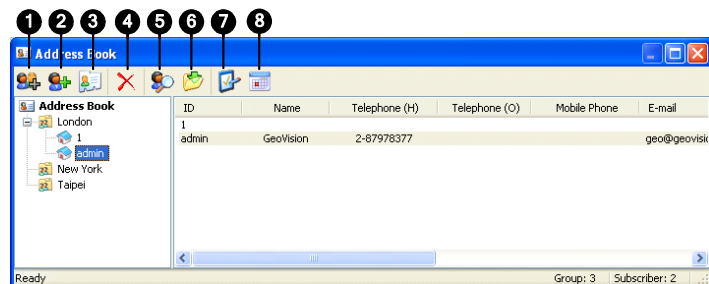 1 2 3 4 5 6 7 8
Address Book
Address Book
London
1
admin
New York
Taipei
ID Name Telephone (H) Telephone (O) Mobile Phone E-mail
1
admin GeoVision 2-87978377 geo@geovisio
Ready Group: 3 Subscriber: 2